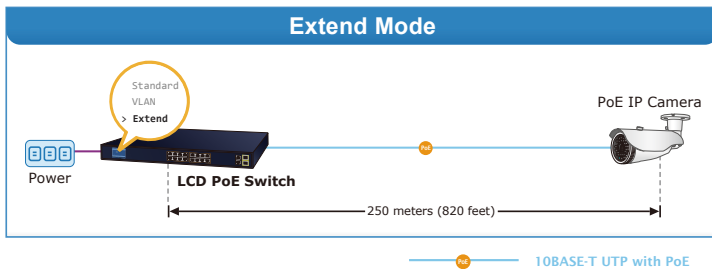 Extend Mode
Standard
VLAN
> Extend
PoE IP Camera
PoE
Power
LCD PoE Switch
250 meters (820 feet)
PoE
10BASE-T UTP with PoE